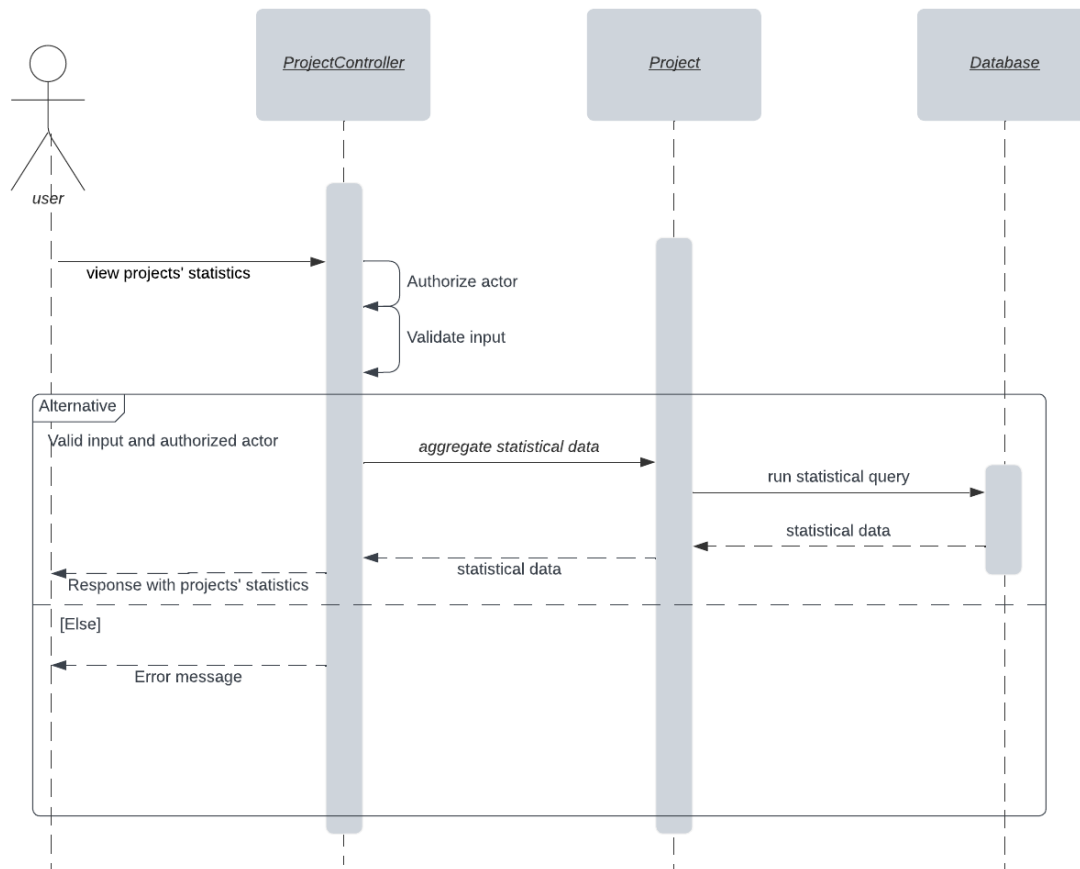 ProjectController
Project
Database
user
view projects' statistics
Authorize actor
Validate input
Alternative
Valid input and authorized actor
aggregate statistical data
run statistical query
statistical data
statistical data
Response with projects' statistics
[Else]
Error message